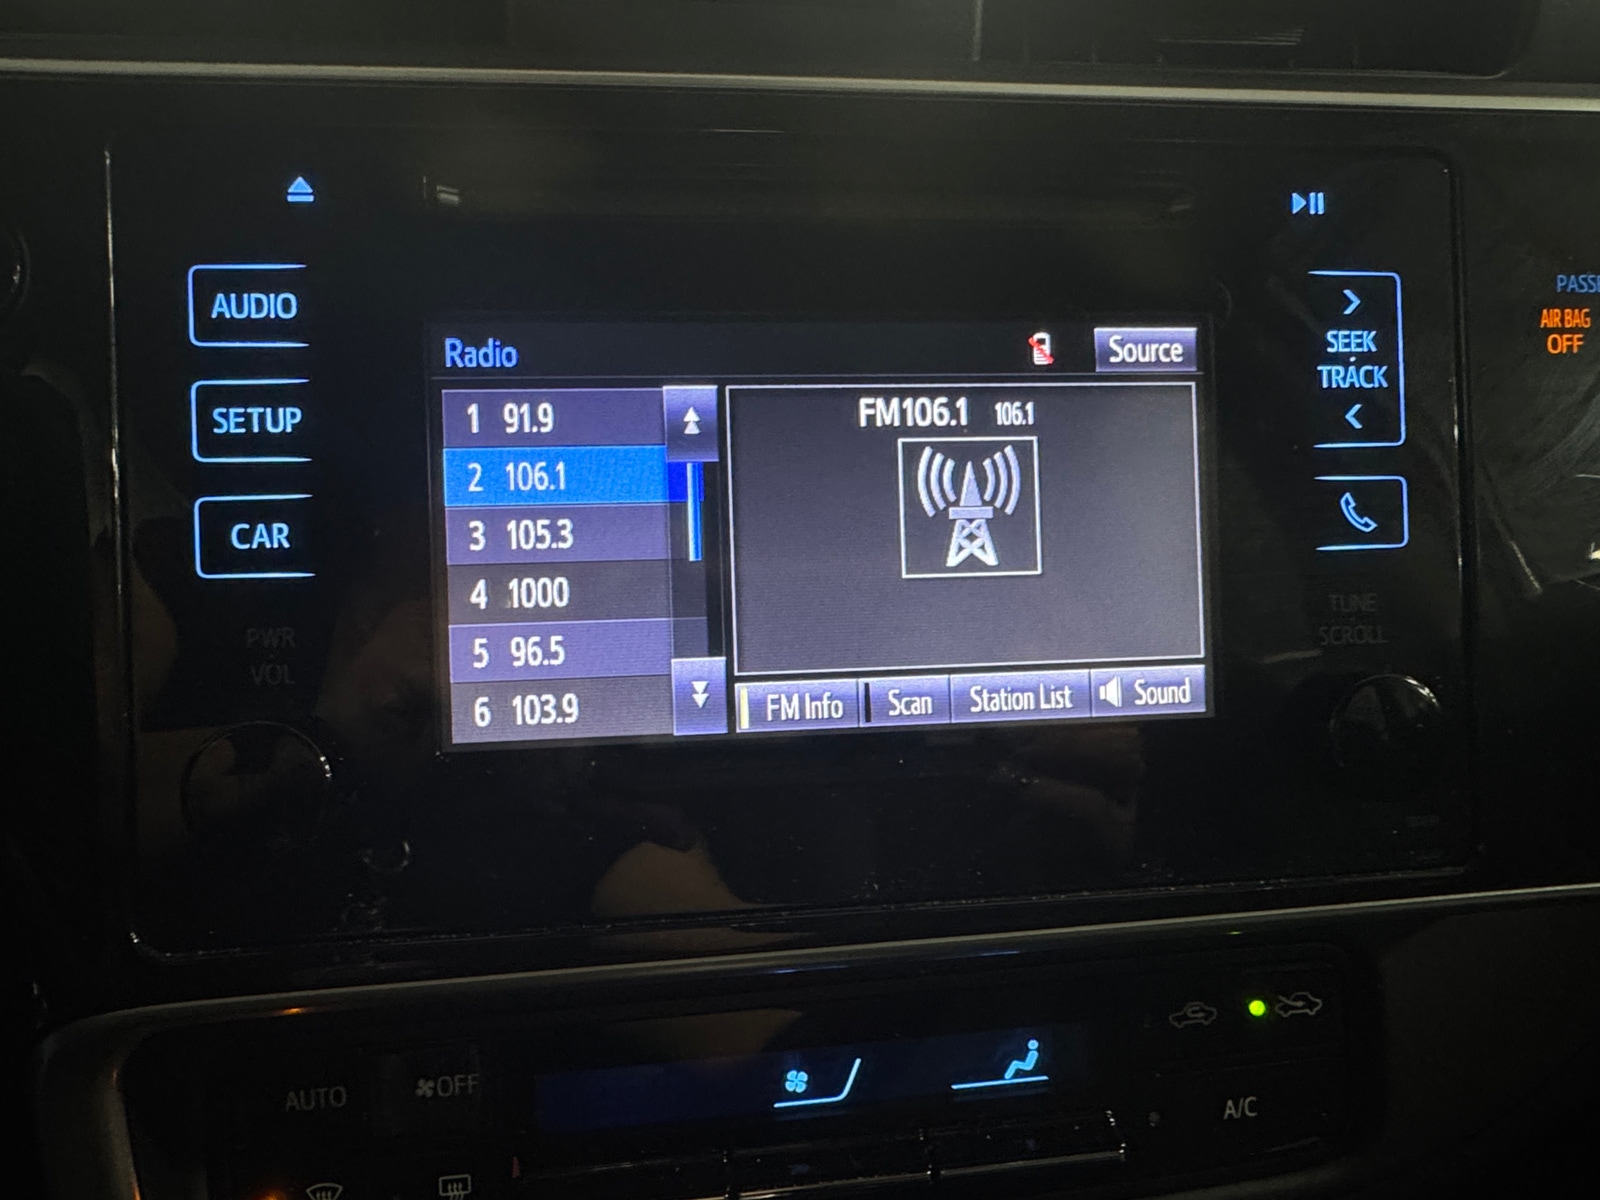 AUDIO
SETUP
CAR
PWR
VOL
Radio
Source
1 91.9
2 106.1
3 105.3
4 1000
5 96.5
6 103.9
FM106.1 106.1
FM Info
Scan
Station List
Sound
SEEK
TRACK
TUNE
SCROLL
PASSE
AIR BAG
OFF
AUTO
OFF
A/C